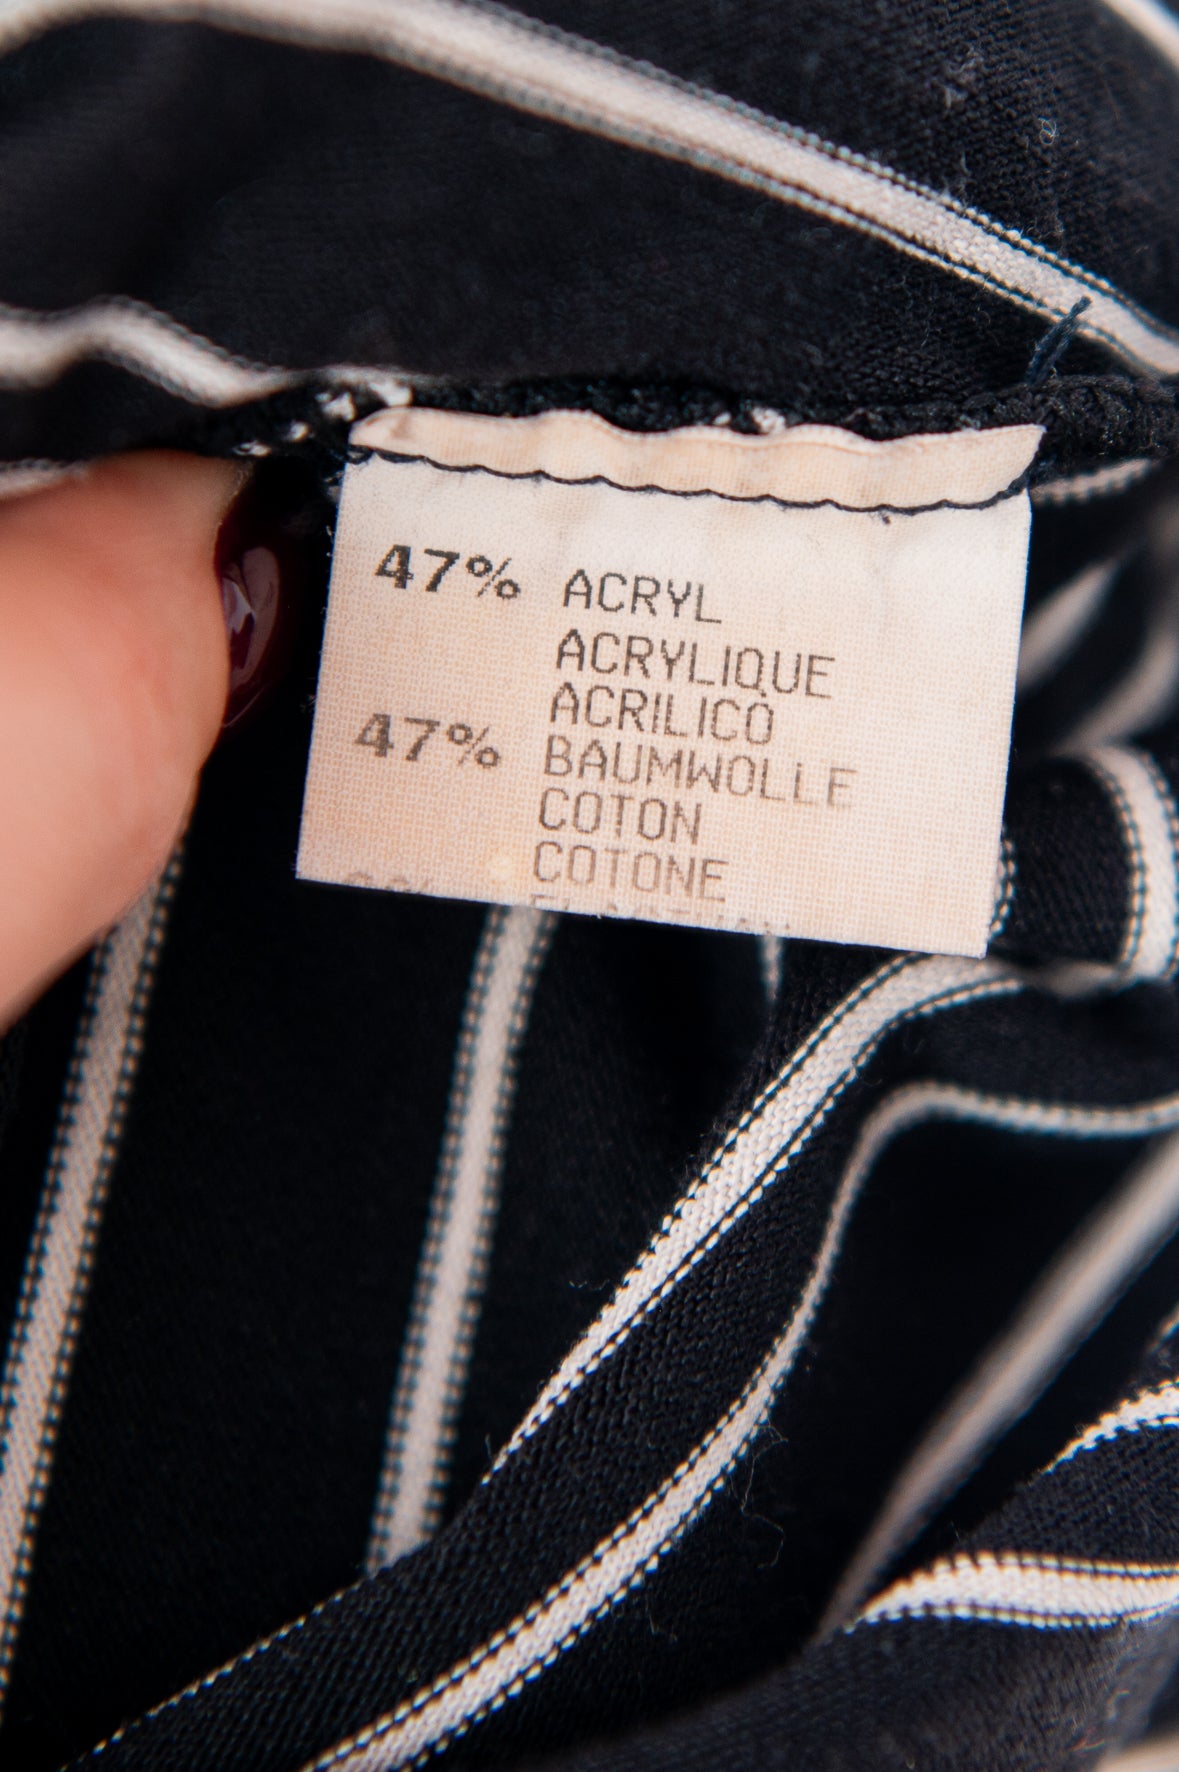 47% ACRYL
ACRYLIQUE
ACRILICO
47% BAUMWOLLE
COTON
COTONE